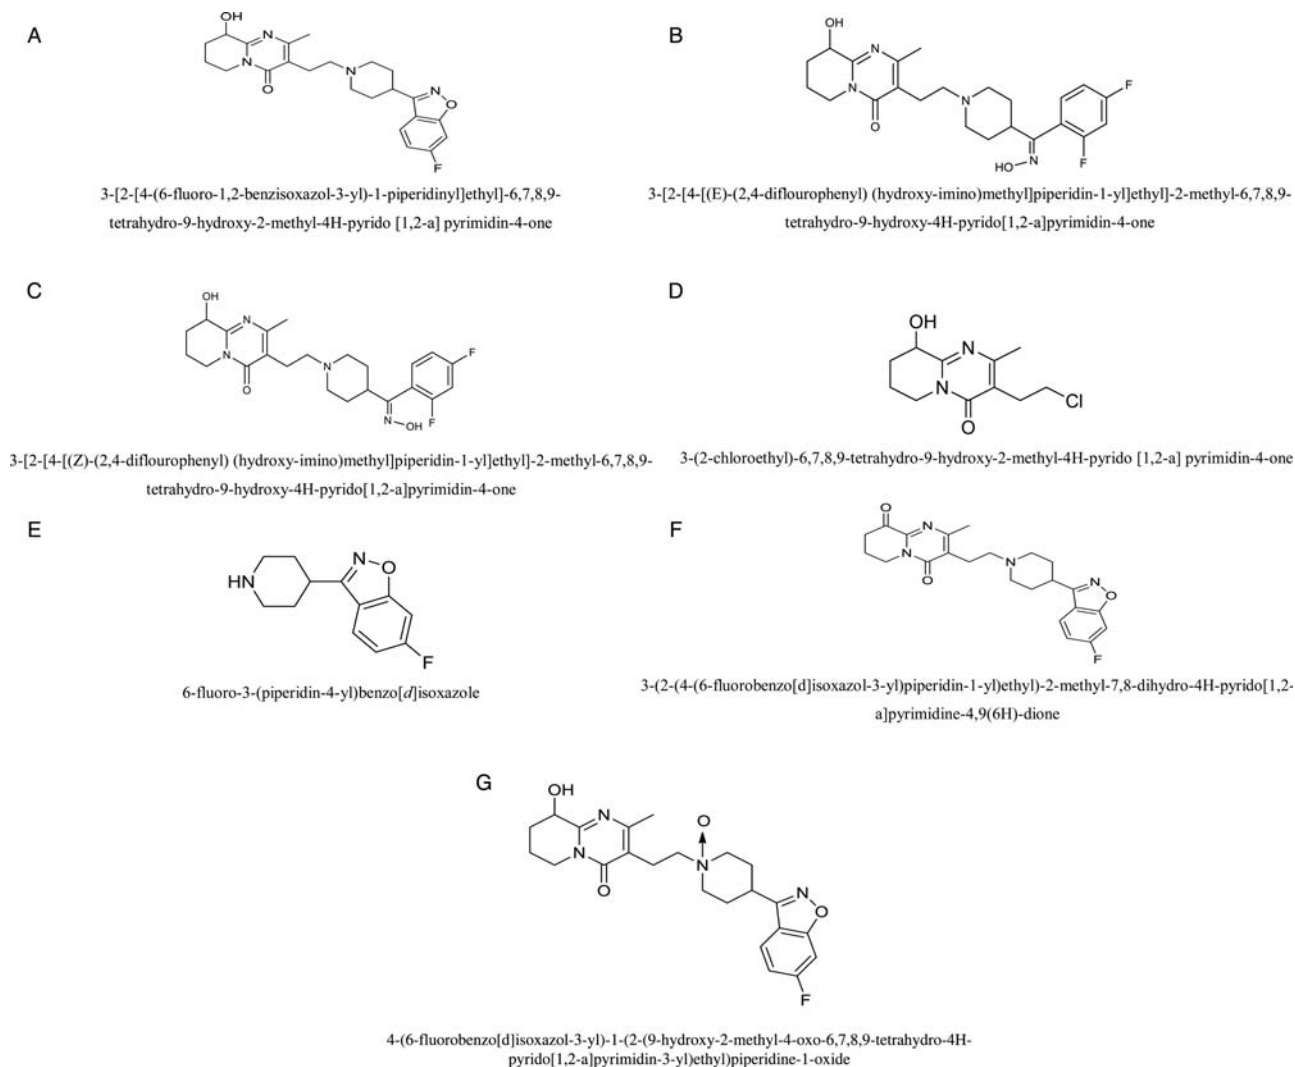 A
B
3-[2-[4-(6-fluoro-1,2-benzisoxazol-3-yl)-1-piperidinyl]ethyl]-6,7,8,9-
tetrahydro-9-hydroxy-2-methyl-4H-pyrido [1,2-a] pyrimidin-4-one
OH
N
N
O
N
N
O
F
3-[2-[4-[(E)-(2,4-diflourophenyl) (hydroxy-imino)methyl]piperidin-1-yl]ethyl]-2-methyl-6,7,8,9-
tetrahydro-9-hydroxy-4H-pyrido[1,2-a]pyrimidin-4-one
OH
N
N
O
N
F
HO
N
F
C
D
OH
N
N
O
N
F
F
N
OH
3-[2-[4-[(Z)-(2,4-diflourophenyl) (hydroxy-imino)methyl]piperidin-1-yl]ethyl]-2-methyl-6,7,8,9-
tetrahydro-9-hydroxy-4H-pyrido[1,2-a]pyrimidin-4-one
OH
N
N
O
Cl
3-(2-chloroethyl)-6,7,8,9-tetrahydro-9-hydroxy-2-methyl-4H-pyrido [1,2-a] pyrimidin-4-one
E
F
HN
N
O
F
6-fluoro-3-(piperidin-4-yl)benzo[d]isoxazole
O
N
N
O
N
N
O
F
3-(2-(4-(6-fluorobenzo[d]isoxazol-3-yl)piperidin-1-yl)ethyl)-2-methyl-7,8-dihydro-4H-pyrido[1,2-
a]pyrimidine-4,9(6H)-dione
G
OH
N
N
O
O
N
N
O
F
4-(6-fluorobenzo[d]isoxazol-3-yl)-1-(2-(9-hydroxy-2-methyl-4-oxo-6,7,8,9-tetrahydro-4H-
pyrido[1,2-a]pyrimidin-3-yl)ethyl)piperidine-1-oxide